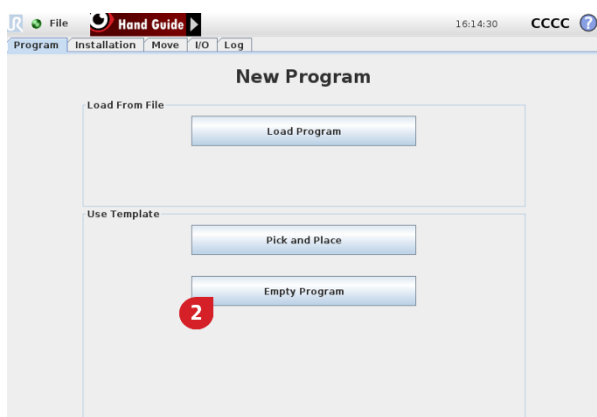 File Hand Guide 16:14:30 CCCC ?
Program Installation Move I/O Log
New Program
Load From File
Load Program
Use Template
Pick and Place
Empty Program
2